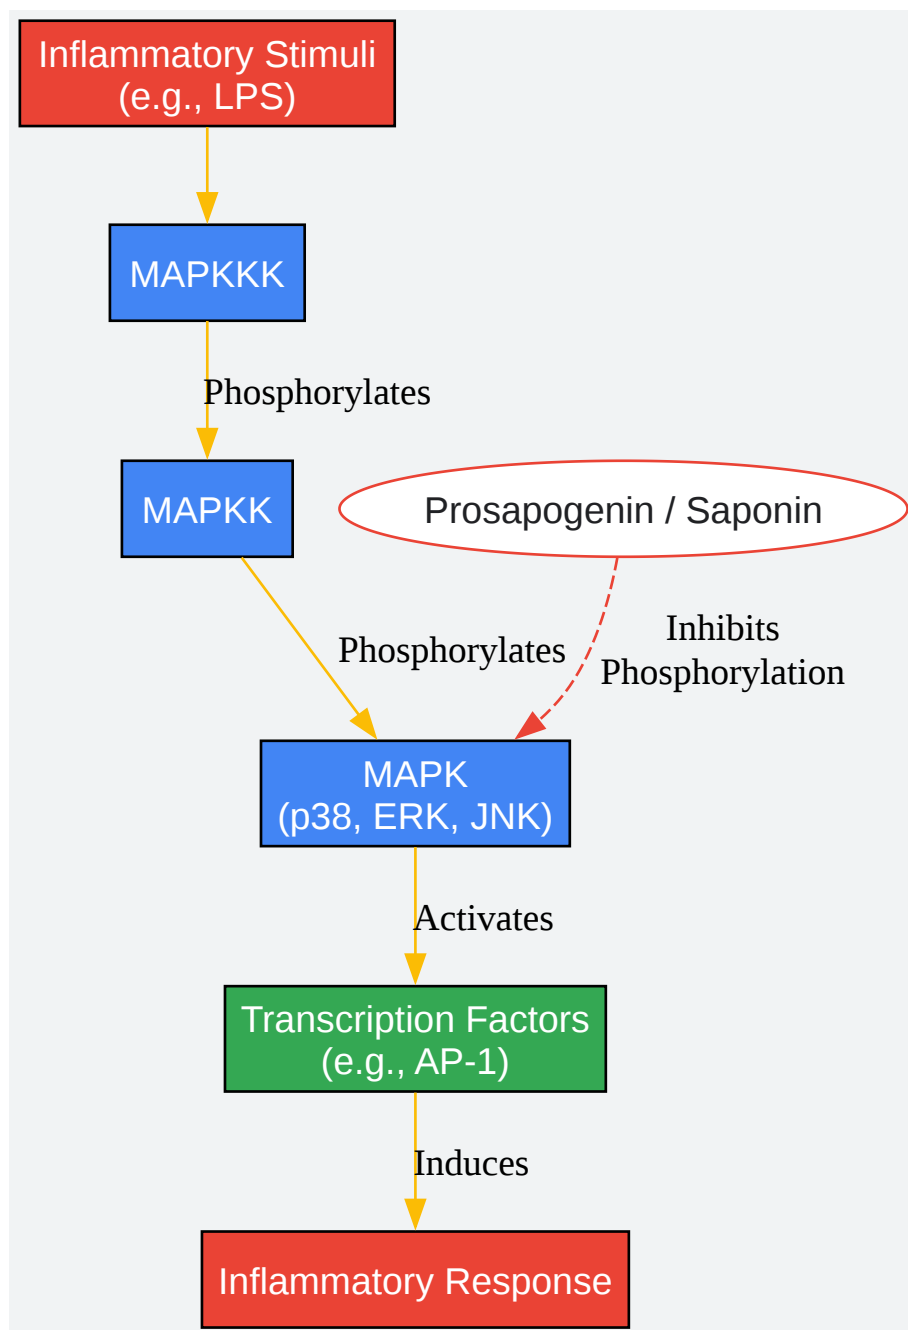 Inflammatory Stimuli
(e.g., LPS)
MAPKKK
Phosphorylates
MAPKK
Prosapogenin / Saponin
Phosphorylates
Inhibits
Phosphorylation
MAPK
(p38, ERK, JNK)
Activates
Transcription Factors
(e.g., AP-1)
Induces
Inflammatory Response